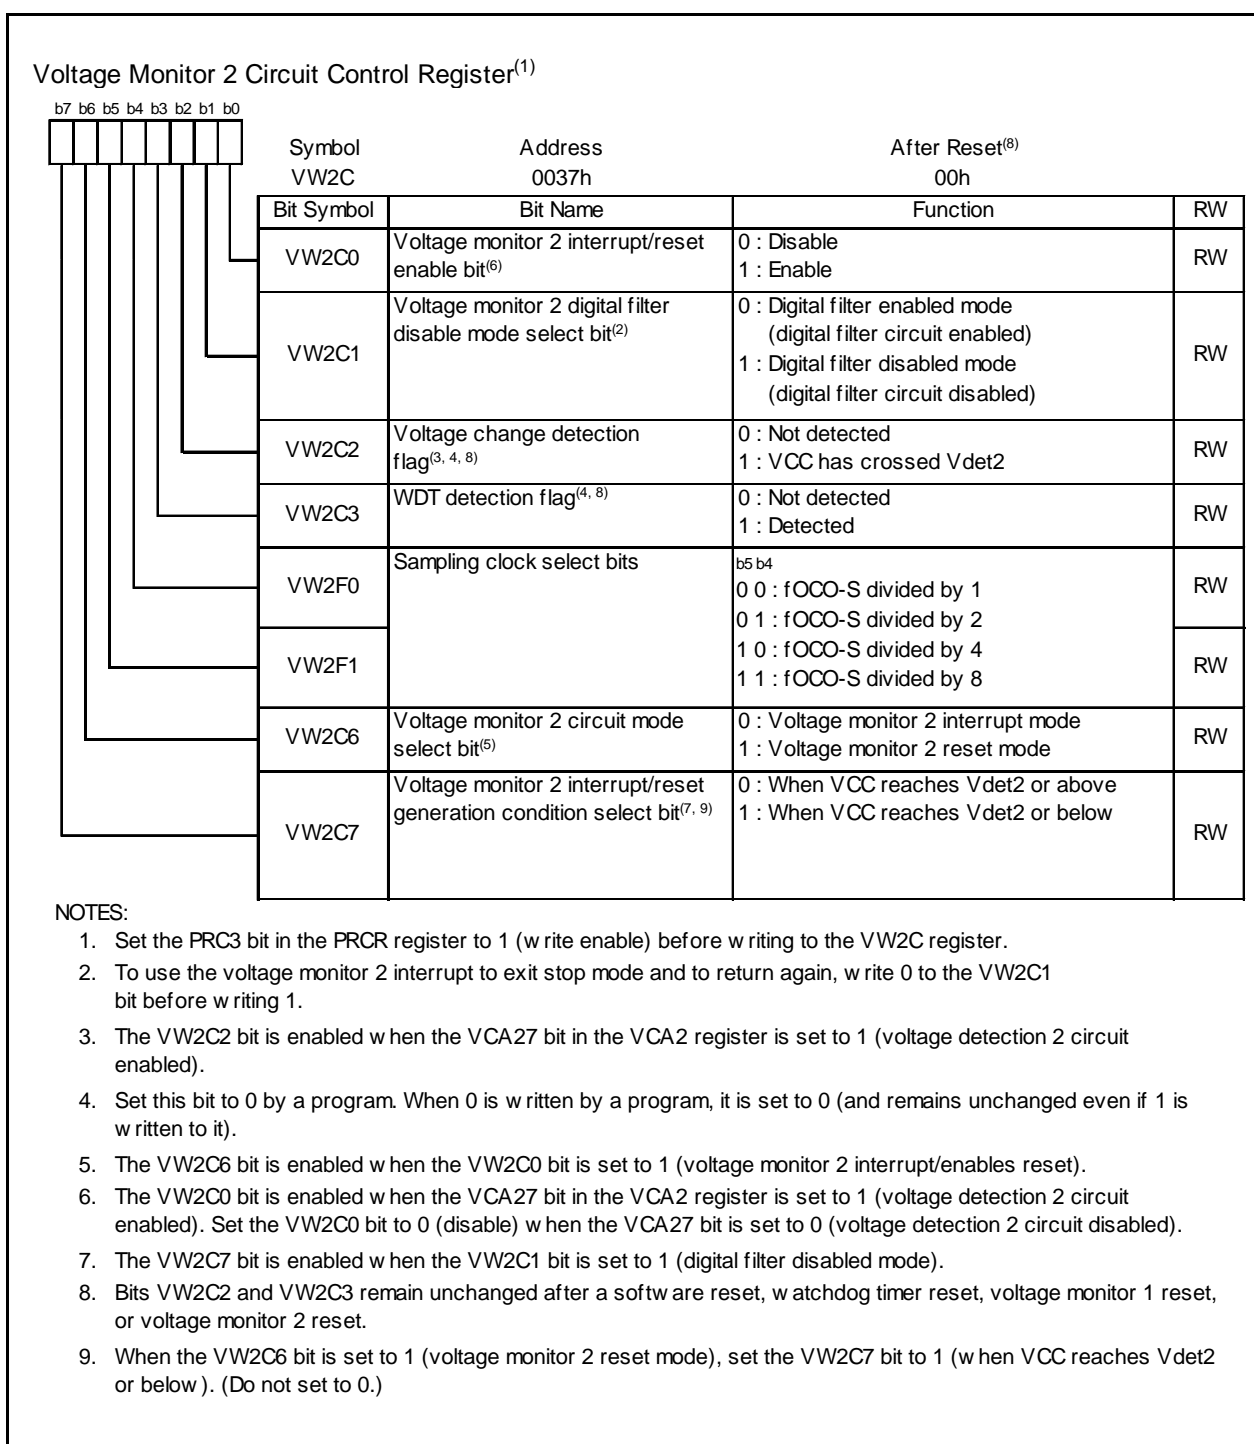 Voltage Monitor 2 Circuit Control Register(1)
b7 b6 b5 b4 b3 b2 b1 b0
Symbol Address After Reset(8)
VW2C 0037h 00h
Bit Symbol Bit Name Function RW
VW2C0 Voltage monitor 2 interrupt/reset 0 : Disable RW
enable bit(6) 1 : Enable
VW2C1 Voltage monitor 2 digital filter 0 : Digital filter enabled mode RW
disable mode select bit(2) (digital filter circuit enabled)
1 : Digital filter disabled mode
(digital filter circuit disabled)
VW2C2 Voltage change detection 0 : Not detected RW
flag(3, 4, 8) 1 : VCC has crossed Vdet2
VW2C3 WDT detection flag(4, 8) 0 : Not detected RW
1 : Detected
VW2F0 Sampling clock select bits b5 b4 RW
0 0 : fOCO-S divided by 1
0 1 : fOCO-S divided by 2
VW2F1 1 0 : fOCO-S divided by 4 RW
1 1 : fOCO-S divided by 8
VW2C6 Voltage monitor 2 circuit mode 0 : Voltage monitor 2 interrupt mode RW
select bit(5) 1 : Voltage monitor 2 reset mode
VW2C7 Voltage monitor 2 interrupt/reset 0 : When VCC reaches Vdet2 or above RW
generation condition select bit(7, 9) 1 : When VCC reaches Vdet2 or below
NOTES:
1. Set the PRC3 bit in the PRCR register to 1 (write enable) before writing to the VW2C register.
2. To use the voltage monitor 2 interrupt to exit stop mode and to return again, write 0 to the VW2C1
bit before writing 1.
3. The VW2C2 bit is enabled when the VCA27 bit in the VCA2 register is set to 1 (voltage detection 2 circuit
enabled).
4. Set this bit to 0 by a program. When 0 is written by a program, it is set to 0 (and remains unchanged even if 1 is
written to it).
5. The VW2C6 bit is enabled when the VW2C0 bit is set to 1 (voltage monitor 2 interrupt/enables reset).
6. The VW2C0 bit is enabled when the VCA27 bit in the VCA2 register is set to 1 (voltage detection 2 circuit
enabled). Set the VW2C0 bit to 0 (disable) when the VCA27 bit is set to 0 (voltage detection 2 circuit disabled).
7. The VW2C7 bit is enabled when the VW2C1 bit is set to 1 (digital filter disabled mode).
8. Bits VW2C2 and VW2C3 remain unchanged after a software reset, watchdog timer reset, voltage monitor 1 reset,
or voltage monitor 2 reset.
9. When the VW2C6 bit is set to 1 (voltage monitor 2 reset mode), set the VW2C7 bit to 1 (when VCC reaches Vdet2
or below). (Do not set to 0.)